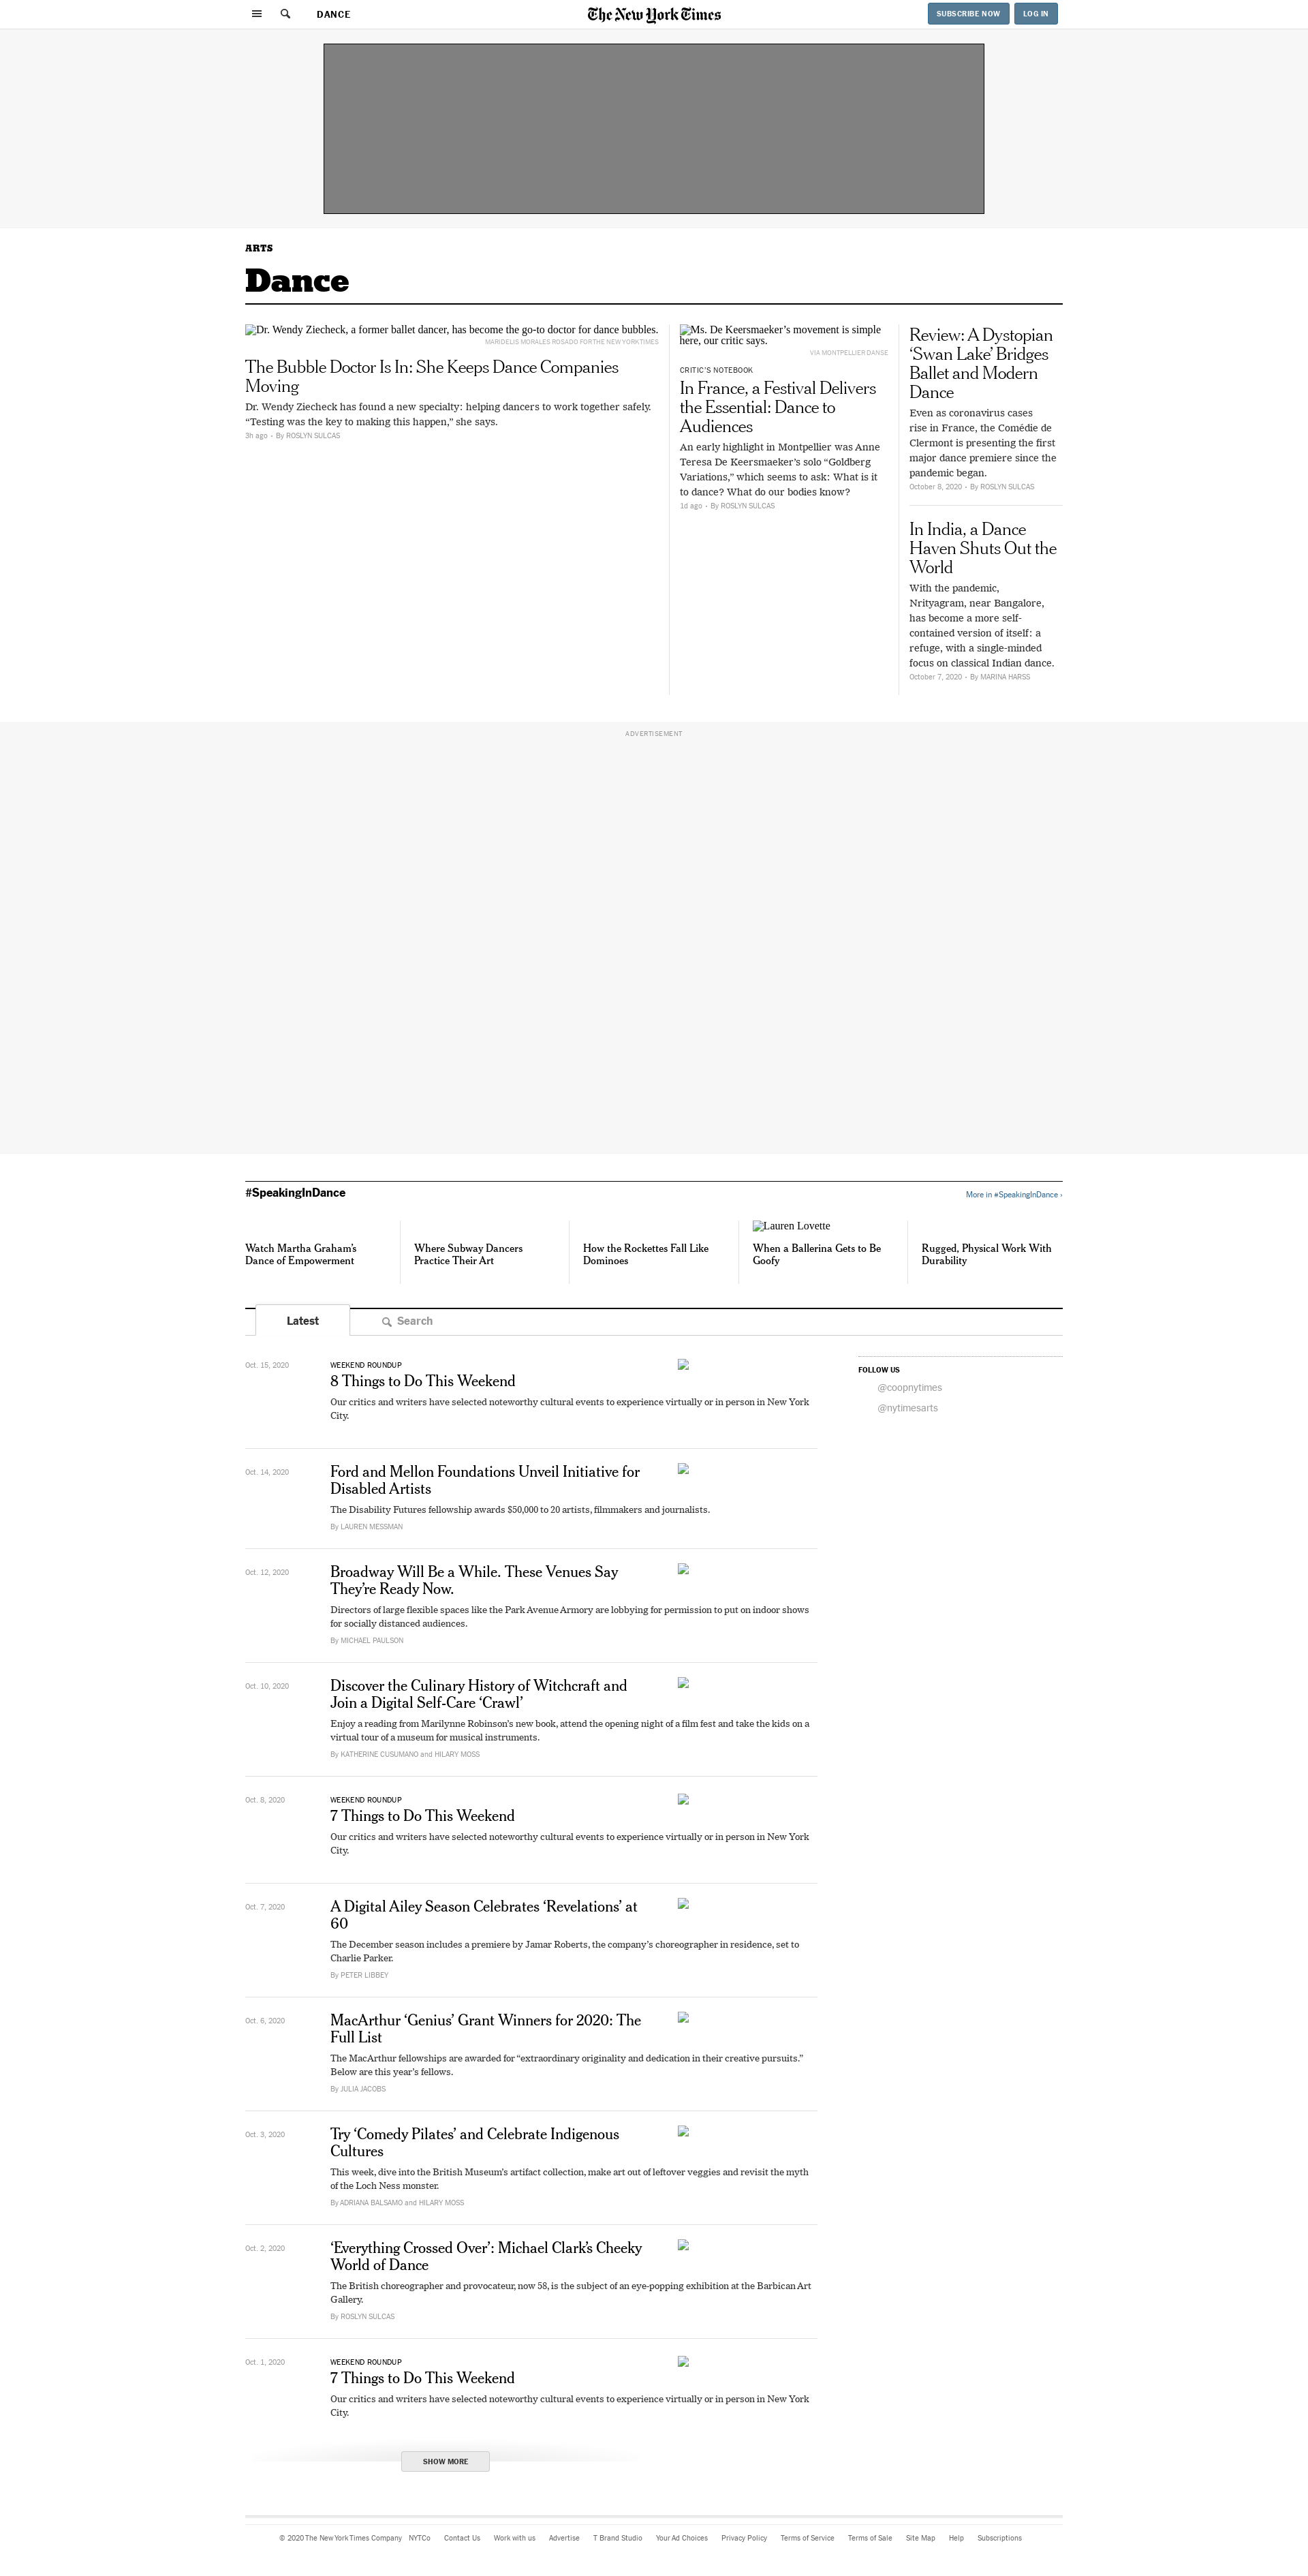 DANCE
The New York Times
SUBSCRIBE NOW
LOG IN
ARTS
Dance
Dr. Wendy Ziecheck, a former ballet dancer, has become the go-to doctor for dance bubbles.
MARIDELIS MORALES ROSADO FOR THE NEW YORK TIMES
The Bubble Doctor Is In: She Keeps Dance Companies
Moving
Dr. Wendy Ziecheck has found a new specialty: helping dancers to work together safely.
“Testing was the key to making this happen,” she says.
3h ago · By ROSLYN SULCAS
Ms. De Keersmaeker’s movement is simple
here, our critic says.
VIA MONTPELLIER DANSE
CRITIC’S NOTEBOOK
In France, a Festival Delivers
the Essential: Dance to
Audiences
An early highlight in Montpellier was Anne
Teresa De Keersmaeker’s solo “Goldberg
Variations,” which seems to ask: What is it
to dance? What do our bodies know?
1d ago · By ROSLYN SULCAS
Review: A Dystopian
‘Swan Lake’ Bridges
Ballet and Modern
Dance
Even as coronavirus cases
rise in France, the Comédie de
Clermont is presenting the first
major dance premiere since the
pandemic began.
October 8, 2020 · By ROSLYN SULCAS
In India, a Dance
Haven Shuts Out the
World
With the pandemic,
Nrityagram, near Bangalore,
has become a more self-
contained version of itself: a
refuge, with a single-minded
focus on classical Indian dance.
October 7, 2020 · By MARINA HARSS
ADVERTISEMENT
#SpeakingInDance
More in #SpeakingInDance ›
Watch Martha Graham’s
Dance of Empowerment
Where Subway Dancers
Practice Their Art
How the Rockettes Fall Like
Dominoes
Lauren Lovette
When a Ballerina Gets to Be
Goofy
Rugged, Physical Work With
Durability
Latest
Search
Oct. 15, 2020
WEEKEND ROUNDUP
8 Things to Do This Weekend
Our critics and writers have selected noteworthy cultural events to experience virtually or in person in New York
City.
FOLLOW US
@coopnytimes
@nytimesarts
Oct. 14, 2020
Ford and Mellon Foundations Unveil Initiative for
Disabled Artists
The Disability Futures fellowship awards $50,000 to 20 artists, filmmakers and journalists.
By LAUREN MESSMAN
Oct. 12, 2020
Broadway Will Be a While. These Venues Say
They’re Ready Now.
Directors of large flexible spaces like the Park Avenue Armory are lobbying for permission to put on indoor shows
for socially distanced audiences.
By MICHAEL PAULSON
Oct. 10, 2020
Discover the Culinary History of Witchcraft and
Join a Digital Self-Care ‘Crawl’
Enjoy a reading from Marilynne Robinson’s new book, attend the opening night of a film fest and take the kids on a
virtual tour of a museum for musical instruments.
By KATHERINE CUSUMANO and HILARY MOSS
Oct. 8, 2020
WEEKEND ROUNDUP
7 Things to Do This Weekend
Our critics and writers have selected noteworthy cultural events to experience virtually or in person in New York
City.
Oct. 7, 2020
A Digital Ailey Season Celebrates ‘Revelations’ at
60
The December season includes a premiere by Jamar Roberts, the company’s choreographer in residence, set to
Charlie Parker.
By PETER LIBBEY
Oct. 6, 2020
MacArthur ‘Genius’ Grant Winners for 2020: The
Full List
The MacArthur fellowships are awarded for “extraordinary originality and dedication in their creative pursuits.”
Below are this year’s fellows.
By JULIA JACOBS
Oct. 3, 2020
Try ‘Comedy Pilates’ and Celebrate Indigenous
Cultures
This week, dive into the British Museum’s artifact collection, make art out of leftover veggies and revisit the myth
of the Loch Ness monster.
By ADRIANA BALSAMO and HILARY MOSS
Oct. 2, 2020
‘Everything Crossed Over’: Michael Clark’s Cheeky
World of Dance
The British choreographer and provocateur, now 58, is the subject of an eye-popping exhibition at the Barbican Art
Gallery.
By ROSLYN SULCAS
Oct. 1, 2020
WEEKEND ROUNDUP
7 Things to Do This Weekend
Our critics and writers have selected noteworthy cultural events to experience virtually or in person in New York
City.
SHOW MORE
© 2020 The New York Times Company NYTCo Contact Us Work with us Advertise T Brand Studio Your Ad Choices Privacy Policy Terms of Service Terms of Sale Site Map Help Subscriptions